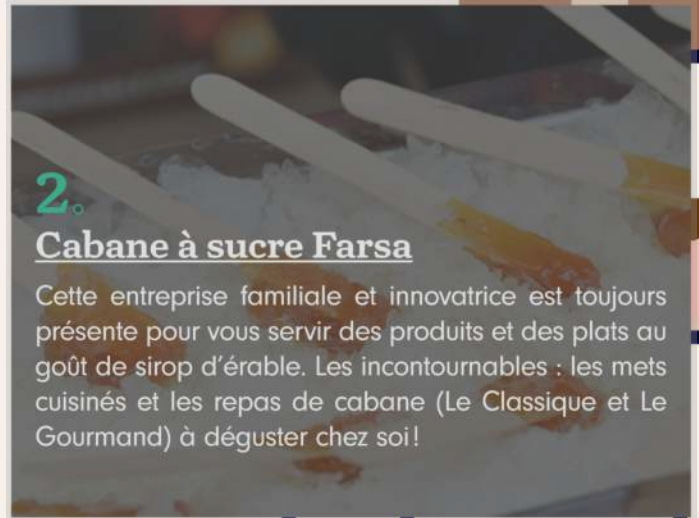 2.
Cabane à sucre Farsa
Cette entreprise familiale et innovatrice est toujours
présente pour vous servir des produits et des plats au
goût de sirop d’érable. Les incontournables : les mets
cuisinés et les repas de cabane (Le Classique et Le
Gourmand) à déguster chez soi!